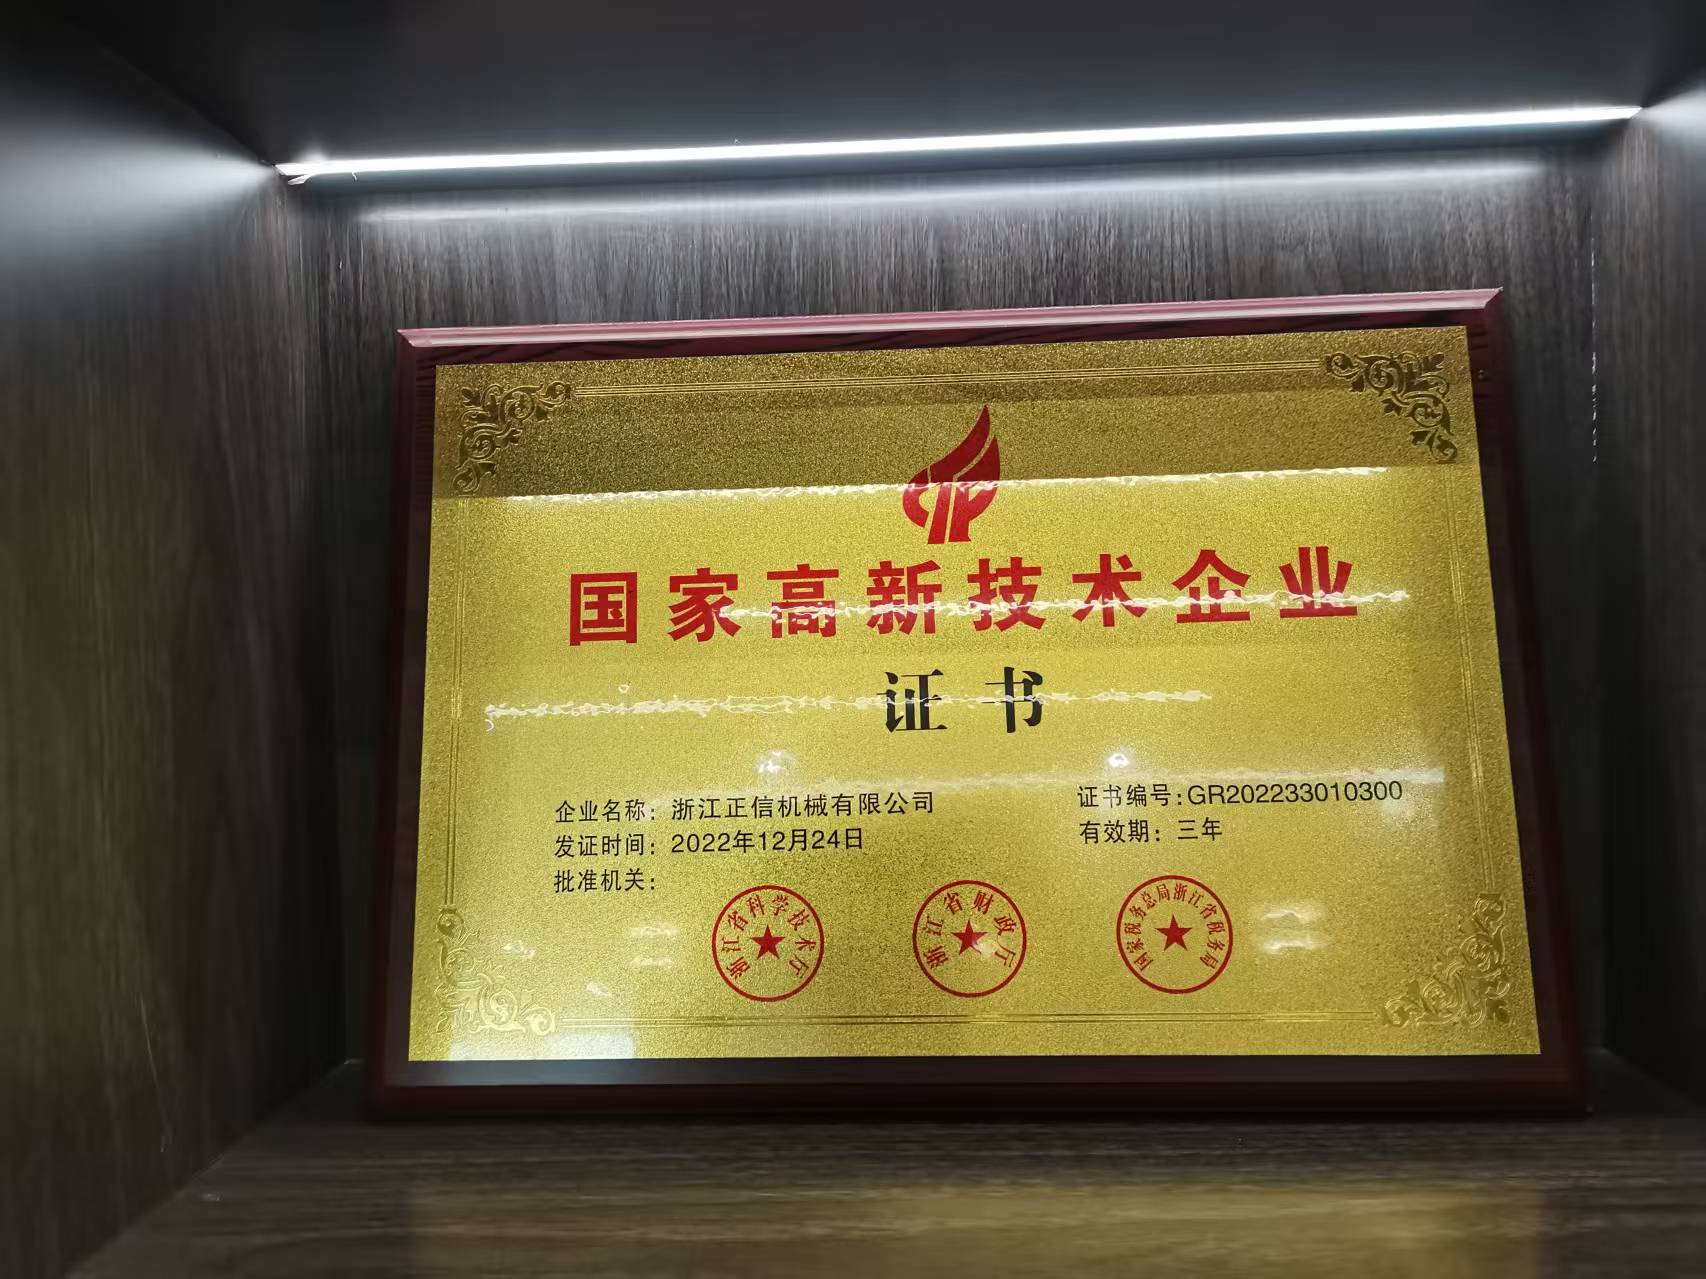 国家高新技术企业
证书
企业名称：浙江正信机械有限公司
证书编号：GR202233010300
发证时间：2022年12月24日
有效期：三年
批准机关：
浙江省科学技术厅
浙江省财政厅
国家税务总局浙江省税务局